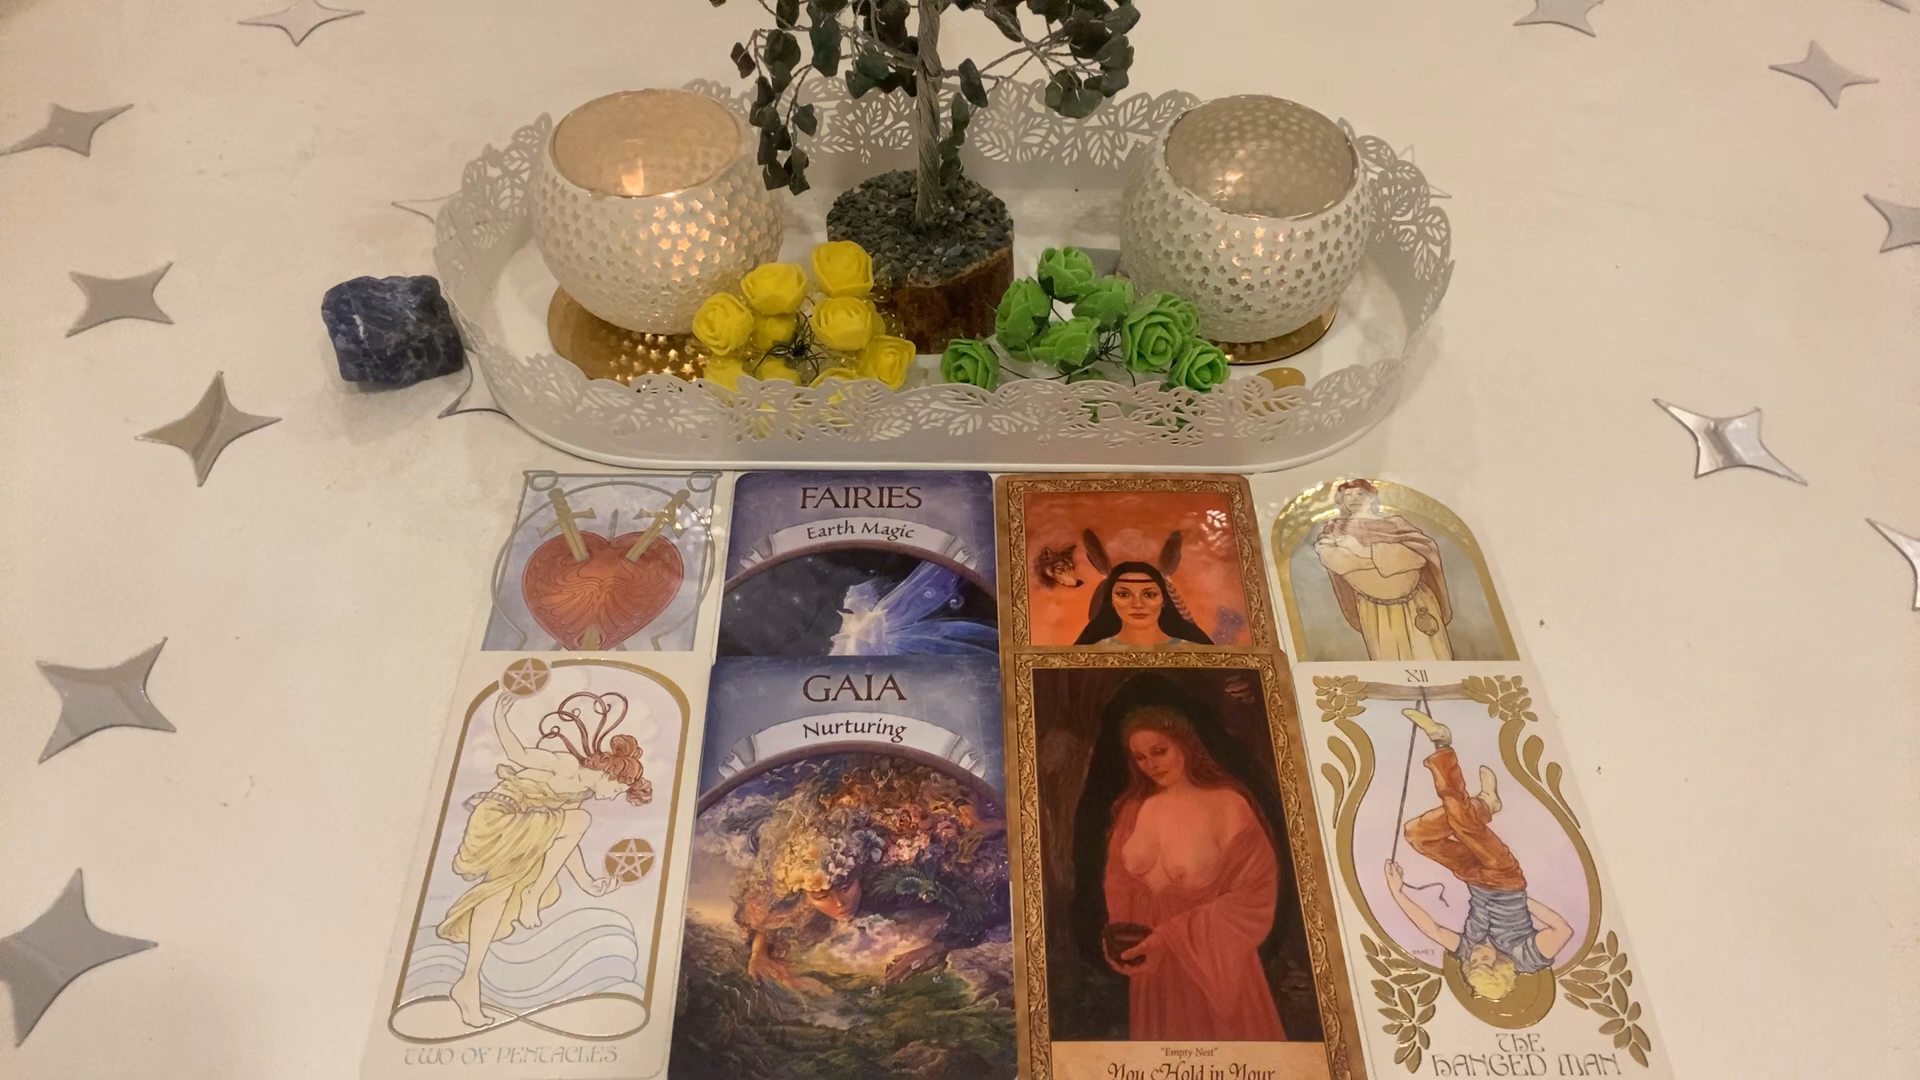 FAIRIES
Earth Magic
GAIA
Nurturing
XII
"Empty Nest"
You Hold in Your
TWO OF PENTACLES
THE
HANGED MAN